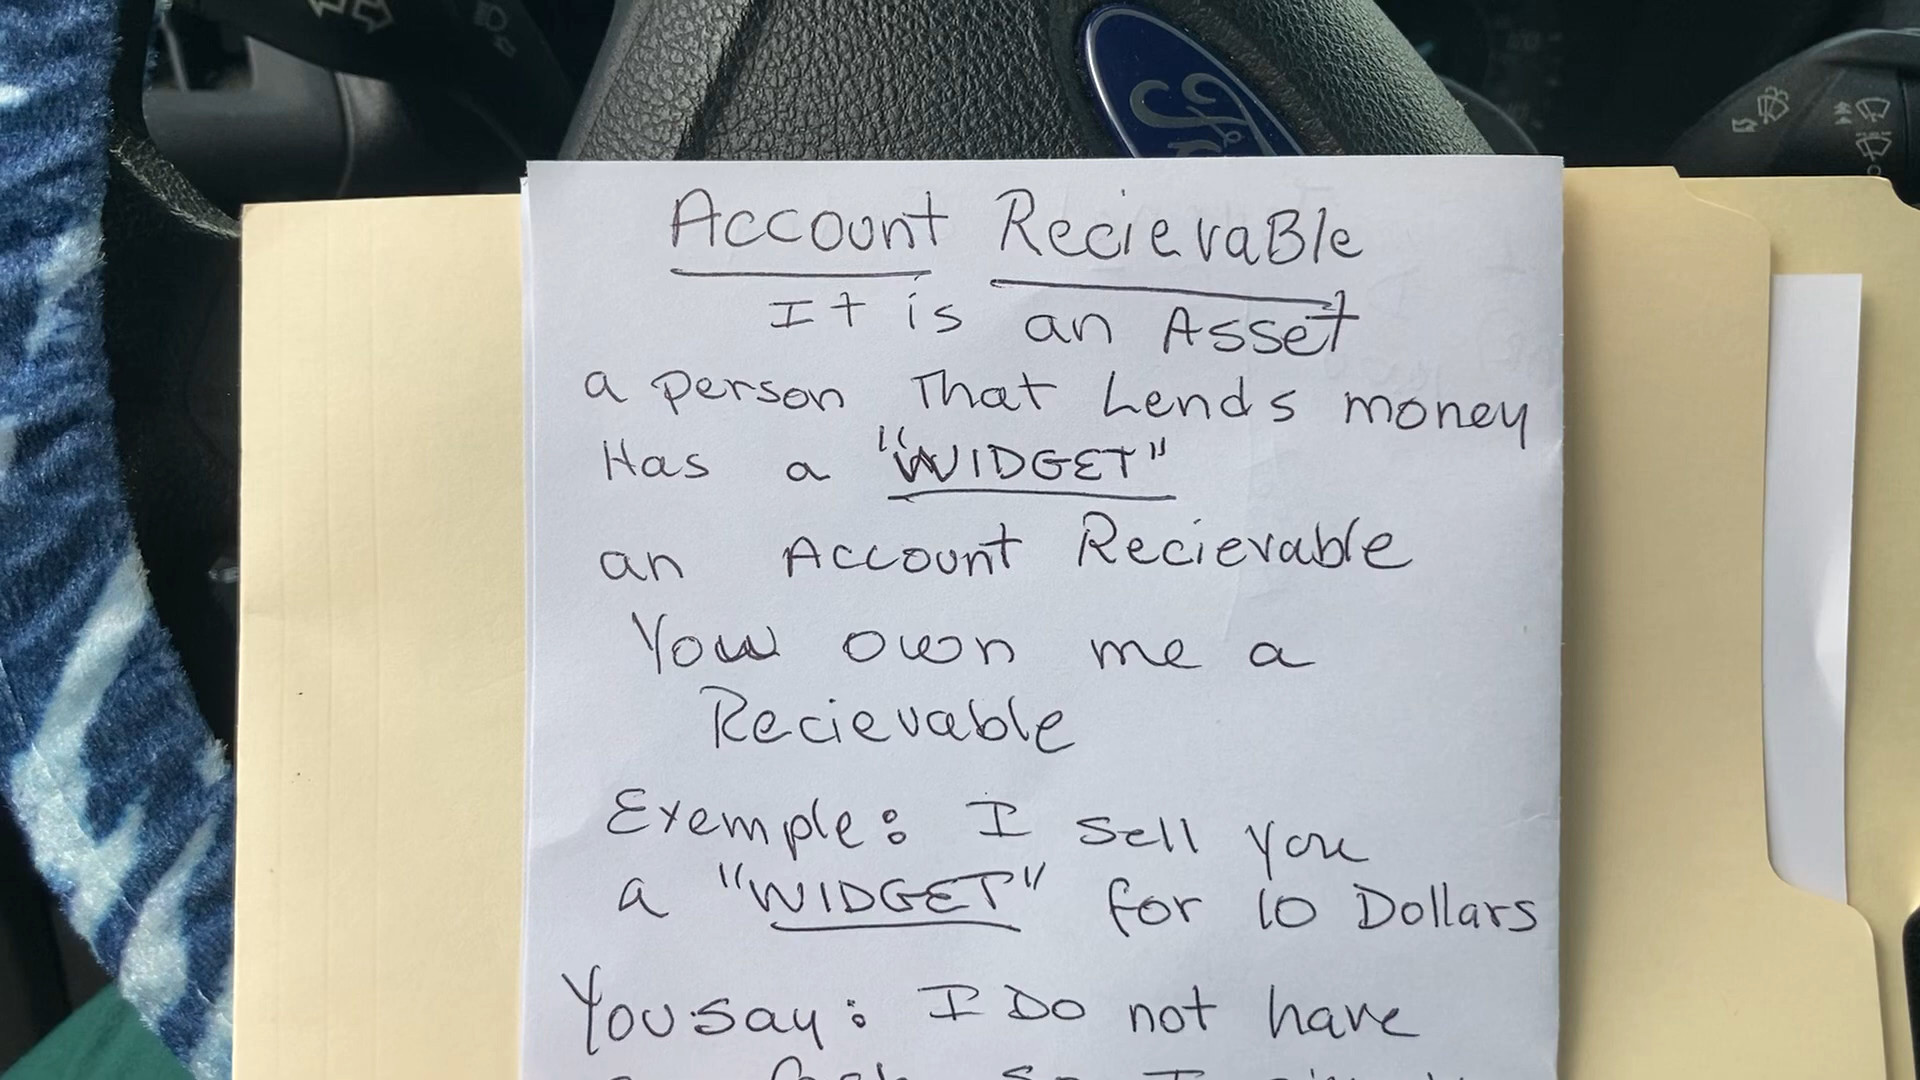 Account RecievaBle
It is an Asset
a person That Lends money
Has a "WIDGET"
an Account Recievable
You own me a
Recievable
Exemple: I sell you
a "WIDGET" for 10 Dollars
You say: I Do not have